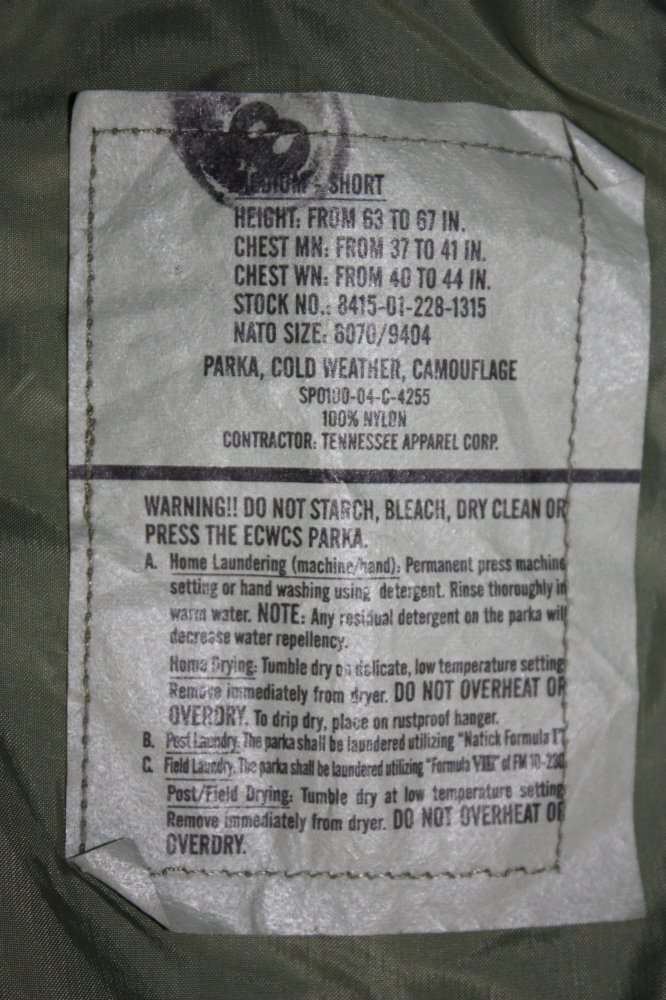 MEDIUM - SHORT
HEIGHT: FROM 63 TO 67 IN.
CHEST MN: FROM 37 TO 41 IN.
CHEST WN: FROM 40 TO 44 IN.
STOCK NO.: 8415-01-228-1315
NATO SIZE: 6070/9404
PARKA, COLD WEATHER, CAMOUFLAGE
SPO100-04-C-4255
100% NYLON
CONTRACTOR: TENNESSEE APPAREL CORP.
WARNING!! DO NOT STARCH, BLEACH, DRY CLEAN OR
PRESS THE ECWCS PARKA.
A. Home Laundering (machine/hand): Permanent press machine
setting or hand washing using detergent. Rinse thoroughly in
warm water. NOTE: Any residual detergent on the parka will
decrease water repellency.
Home Drying: Tumble dry on delicate, low temperature setting
Remove immediately from dryer. DO NOT OVERHEAT OR
OVERDRY. To drip dry, place on rustproof hanger.
B. Post Laundry. The parka shall be laundered utilizing "Natick Formula
C. Field Laundry. The parka shall be laundered utilizing "Formula VIII" of FM 10-280
Post/Field Drying: Tumble dry at low temperature setting
Remove immediately from dryer. DO NOT OVERHEAT OR
OVERDRY.